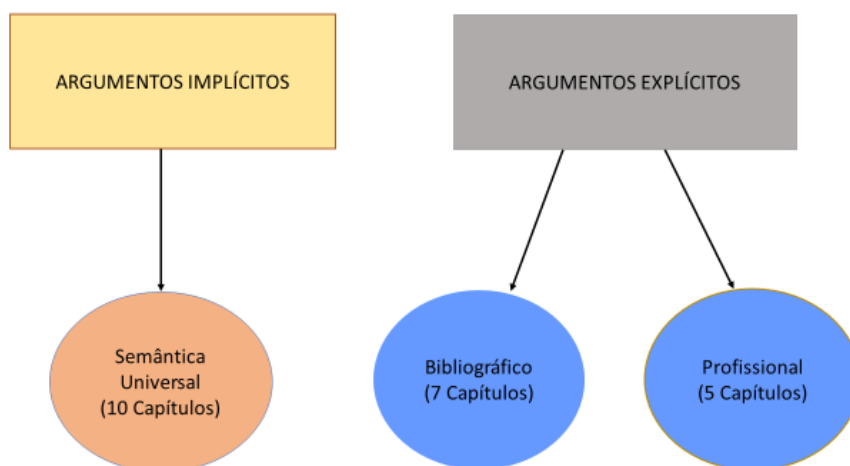 ARGUMENTOS IMPLÍCITOS
ARGUMENTOS EXPLÍCITOS
Semântica
Universal
(10 Capítulos)
Bibliográfico
(7 Capítulos)
Profissional
(5 Capítulos)